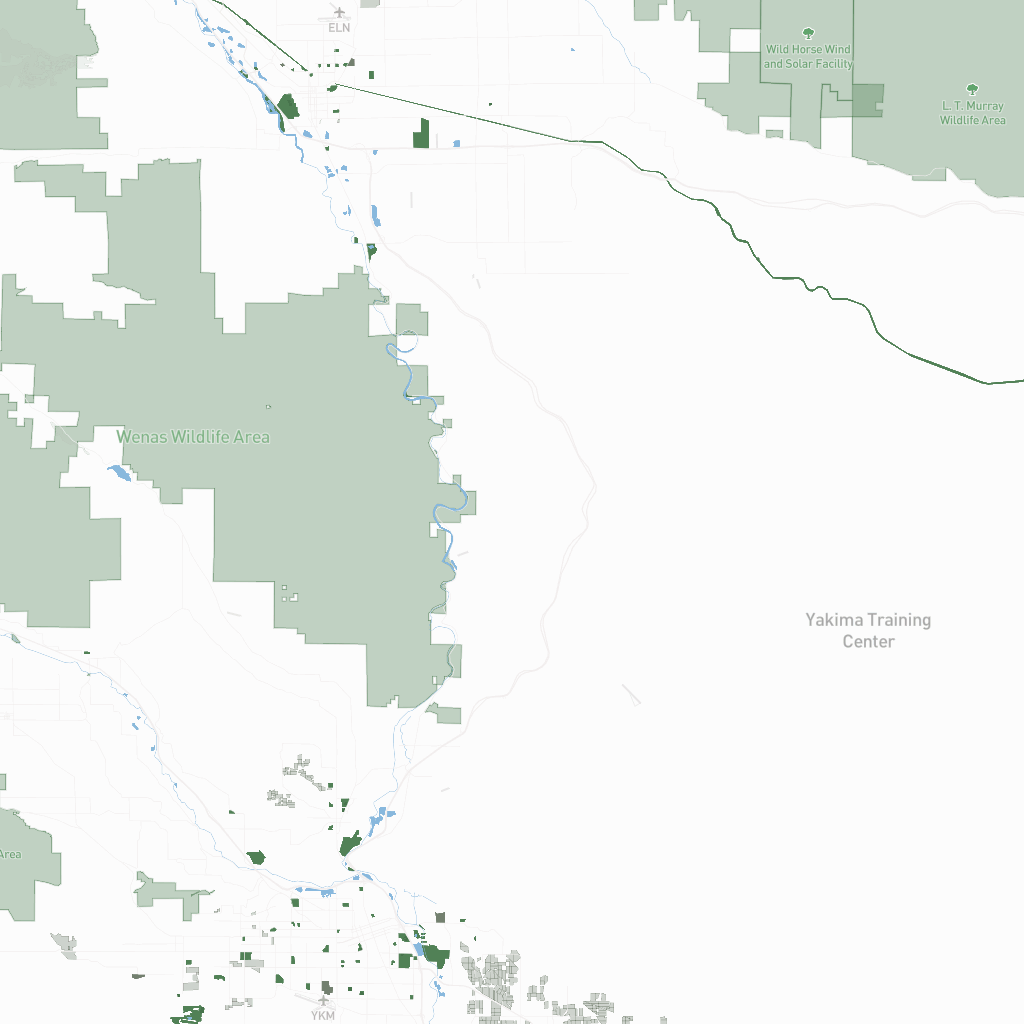 ELN
Wild Horse Wind
and Solar Facility
L. T. Murray
Wildlife Area
Wenas Wildlife Area
Yakima Training
Center
Area
YKM